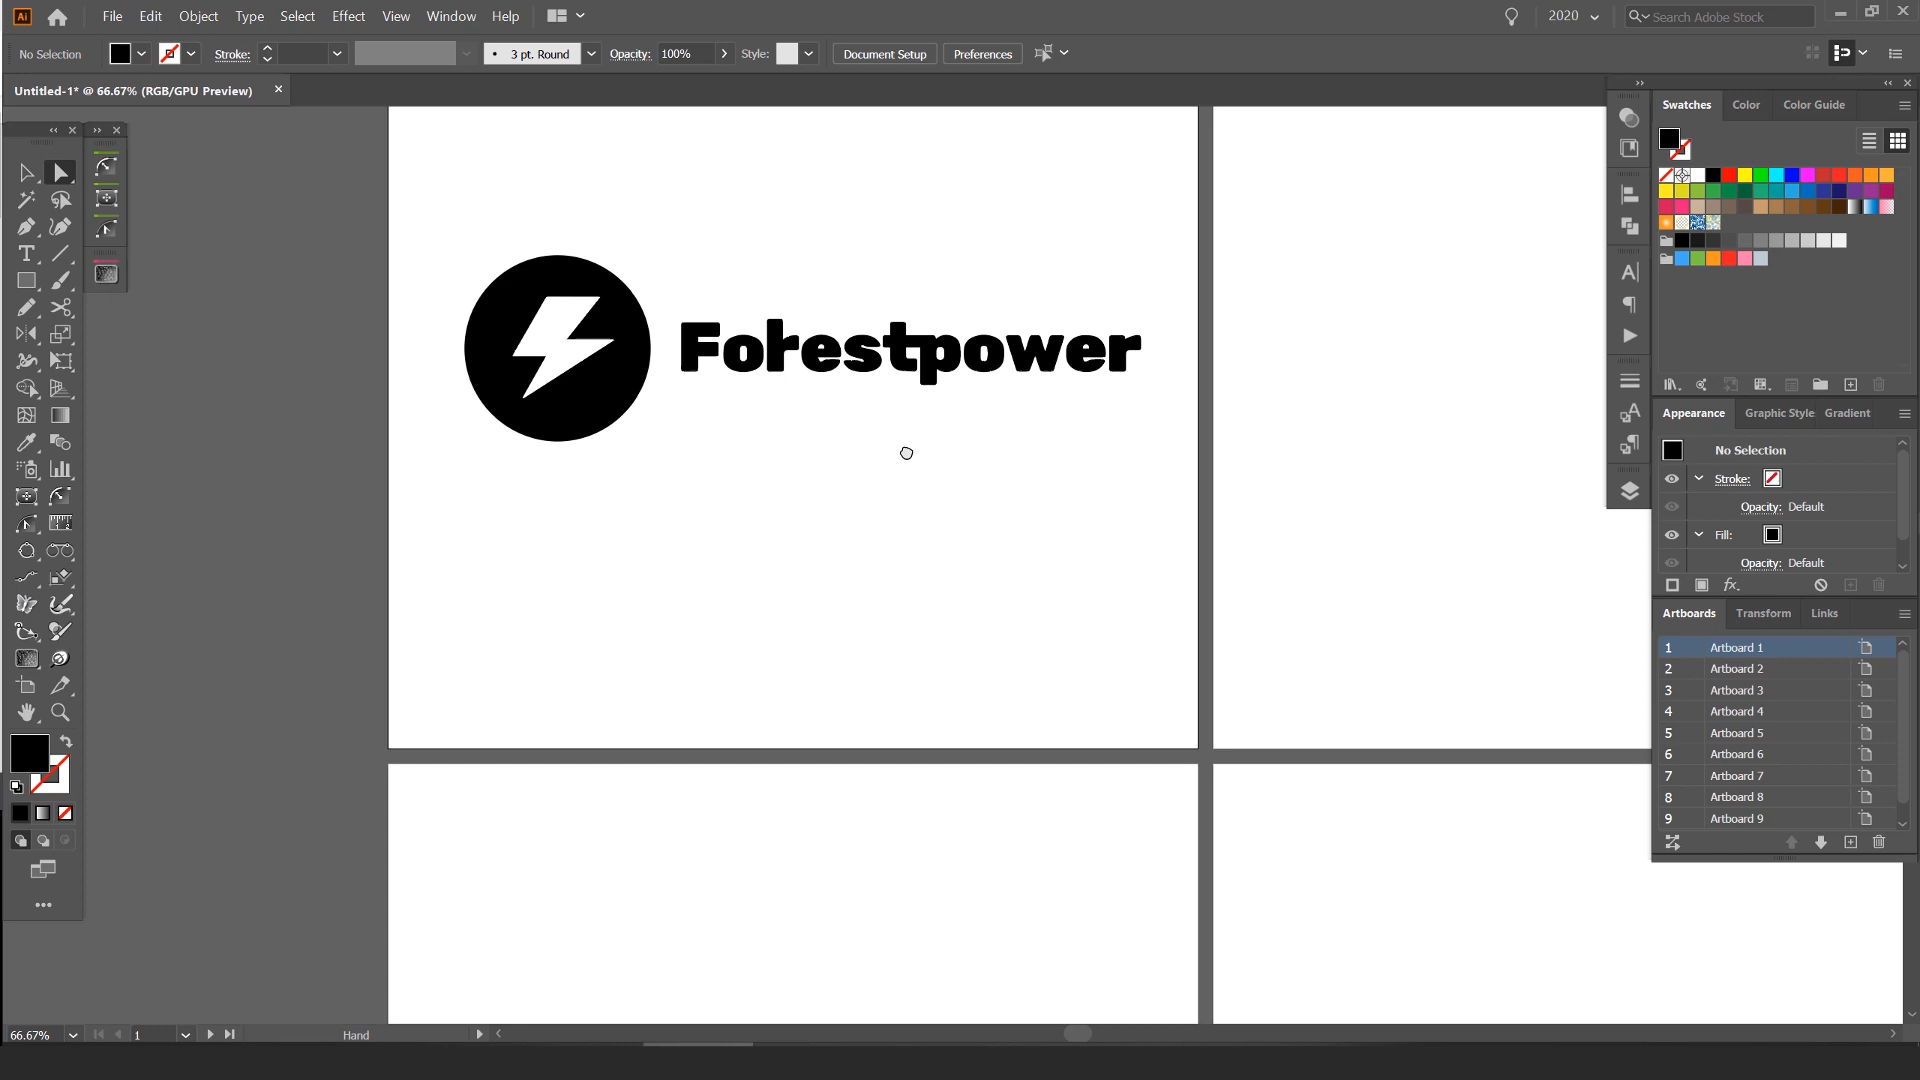 Ai
File Edit Object Type Select Effect View Window Help
2020
Search Adobe Stock
No Selection
Stroke:
3 pt. Round
Opacity: 100%
Style:
Document Setup
Preferences
Untitled-1* @ 66.67% (RGB/GPU Preview)
Forestpower
Swatches Color Color Guide
Appearance Graphic Style Gradient
No Selection
Stroke:
Opacity: Default
Fill:
Opacity: Default
fx.
Artboards Transform Links
1 Artboard 1
2 Artboard 2
3 Artboard 3
4 Artboard 4
5 Artboard 5
6 Artboard 6
7 Artboard 7
8 Artboard 8
9 Artboard 9
66.67%
1
Hand